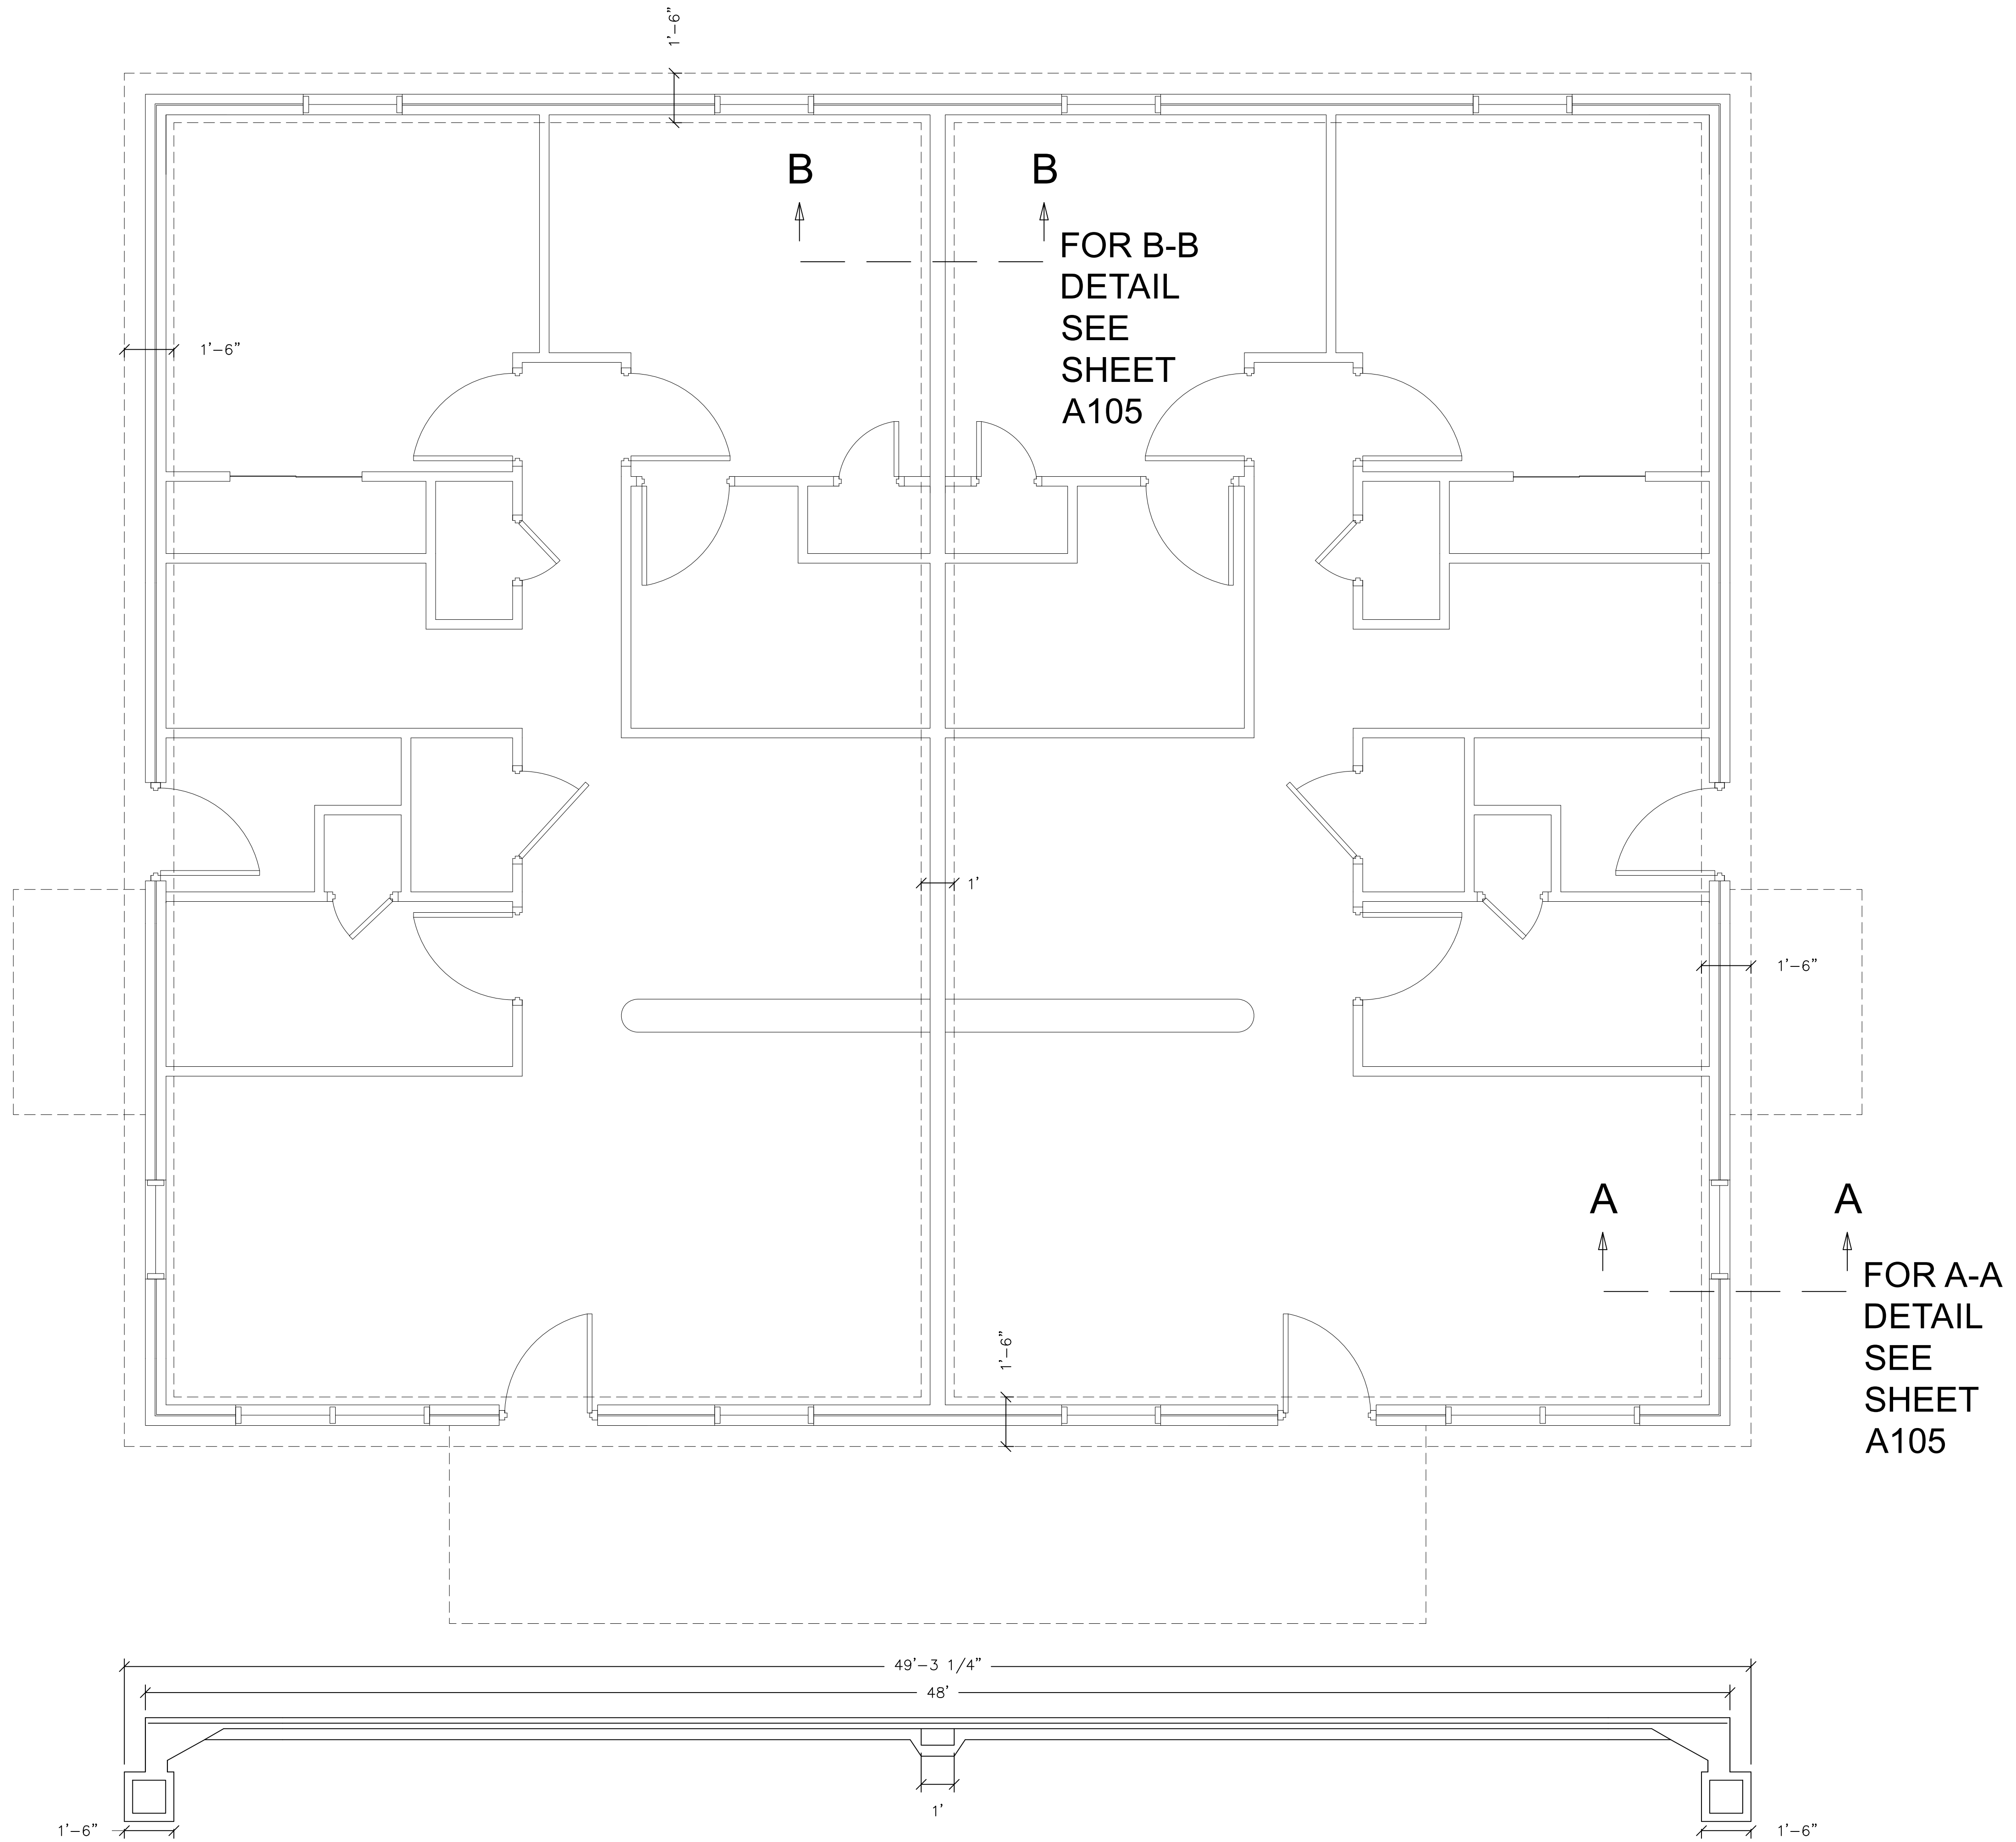 1'-6"
B
B
FOR B-B
DETAIL
SEE
SHEET
A105
1'-6"
1'
1'-6"
A
A
FOR A-A
DETAIL
SEE
SHEET
A105
1'-6"
49'-3 1/4"
48'
1'
1'-6"
1'-6"